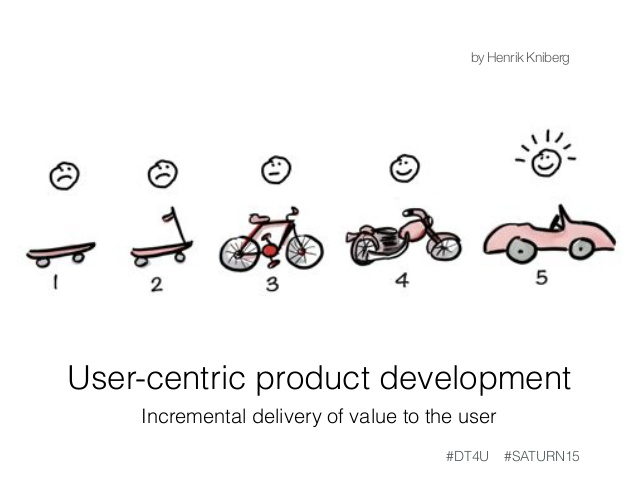 by Henrik Kniberg
1 2 3 4 5
User-centric product development
Incremental delivery of value to the user
#DT4U #SATURN15